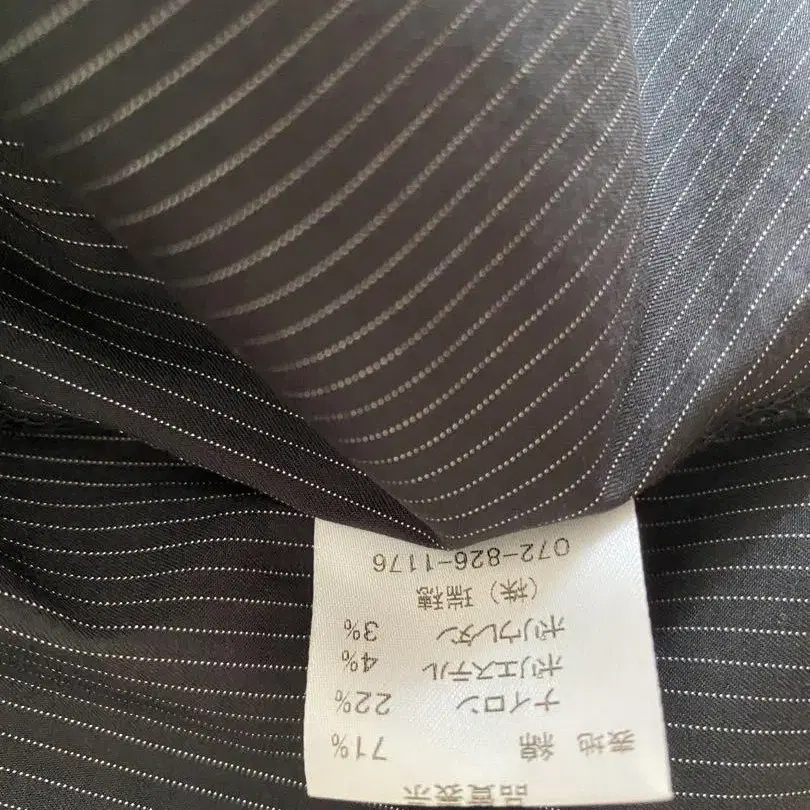 品質表示
表地 綿 71%
ナイロン 22%
ポリエステル 4%
ポリウレタン 3%
(株) 瑞穂
072-826-1176